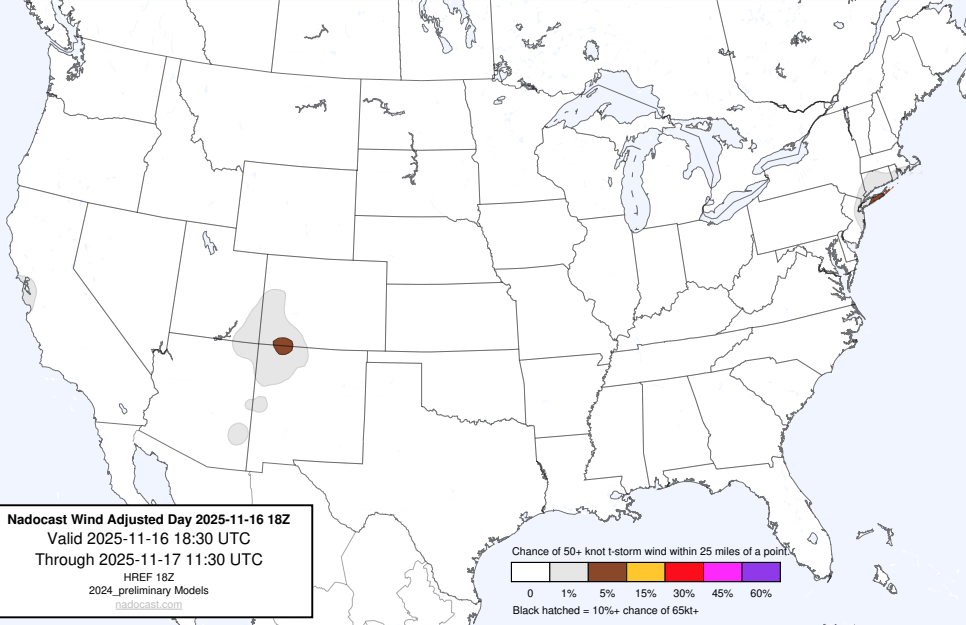 Nadocast Wind Adjusted Day 2025-11-16 18Z
Valid 2025-11-16 18:30 UTC
Through 2025-11-17 11:30 UTC
HREF 18Z
2024_preliminary Models
nadocast.com
Chance of 50+ knot t-storm wind within 25 miles of a point.
0 1% 5% 15% 30% 45% 60%
Black hatched = 10%+ chance of 65kt+